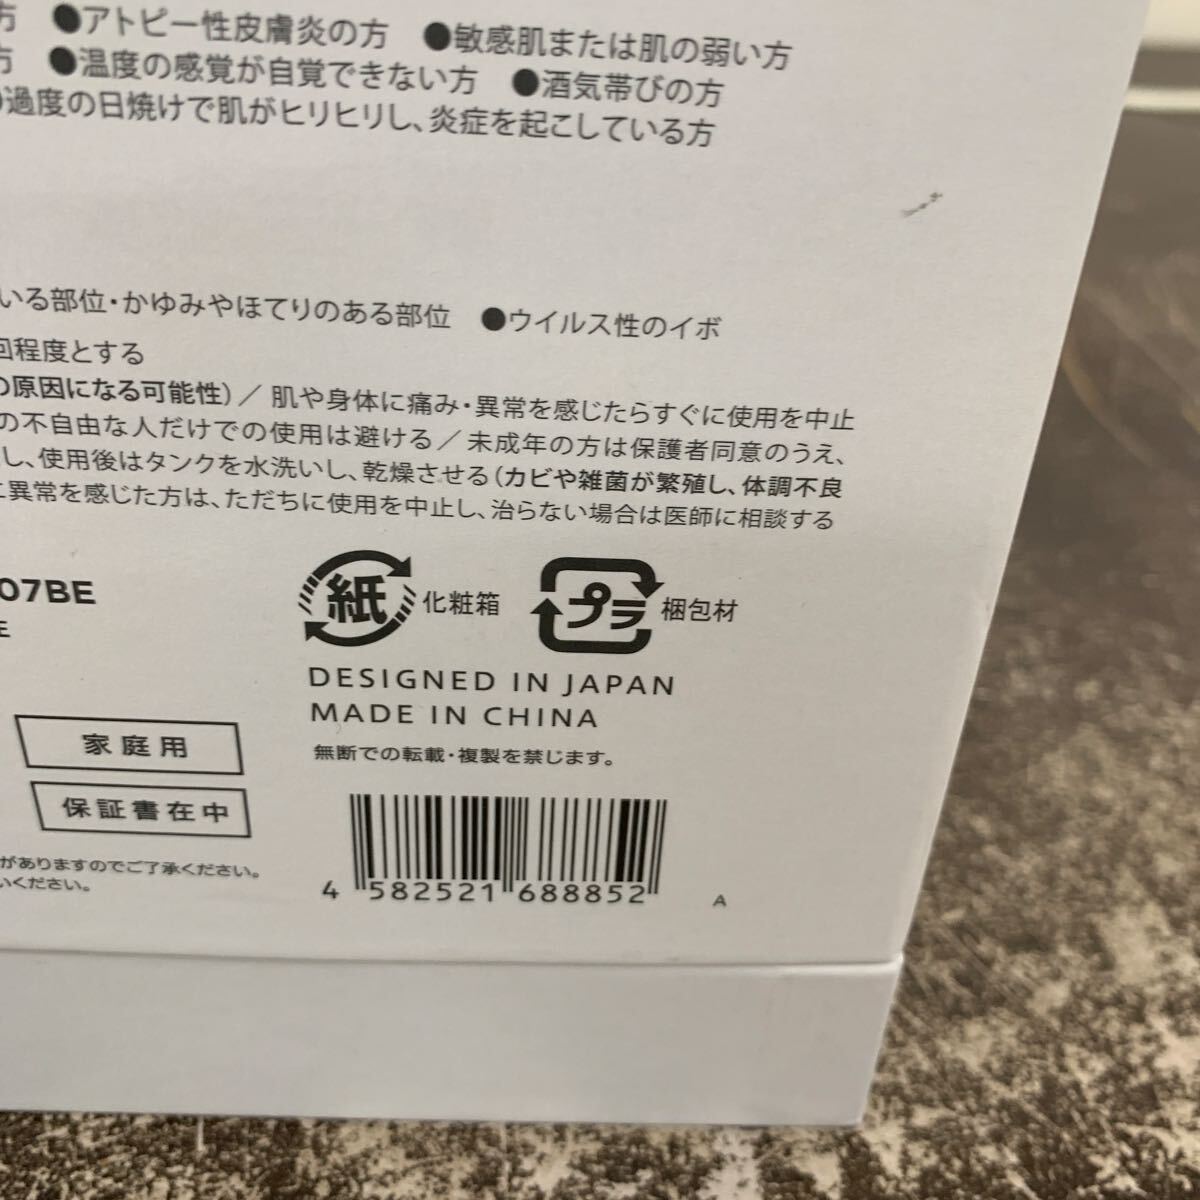 方 ●アトピー性皮膚炎の方 ●敏感肌または肌の弱い方
方 ●温度の感覚が自覚できない方 ●酒気帯びの方
●過度の日焼けで肌がヒリヒリし、炎症を起こしている方
いる部位・かゆみやほてりのある部位 ●ウイルス性のイボ
回程度とする
の原因になる可能性)／肌や身体に痛み・異常を感じたらすぐに使用を中止
の不自由な人だけでの使用は避ける／未成年の方は保護者同意のうえ、
し、使用後はタンクを水洗いし、乾燥させる(カビや雑菌が繁殖し、体調不良
に異常を感じた方は、ただちに使用を中止し、治らない場合は医師に相談する
07BE
紙 化粧箱 プラ 梱包材
DESIGNED IN JAPAN
MADE IN CHINA
無断での転載・複製を禁じます。
家庭用
保証書在中
がありますのでご了承ください。
いください。
4 582521 688852 A